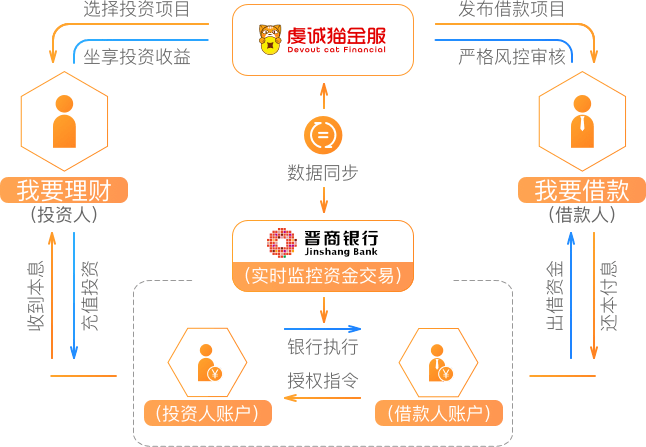 选择投资项目
坐享投资收益
虔诚猫金服
Devout cat Financial
发布借款项目
严格风控审核
数据同步
我要理财
(投资人)
我要借款
(借款人)
晋商银行
Jinshang Bank
(实时监控资金交易)
收到本息
充值投资
出借资金
还本付息
银行执行
授权指令
¥
(投资人账户)
¥
(借款人账户)